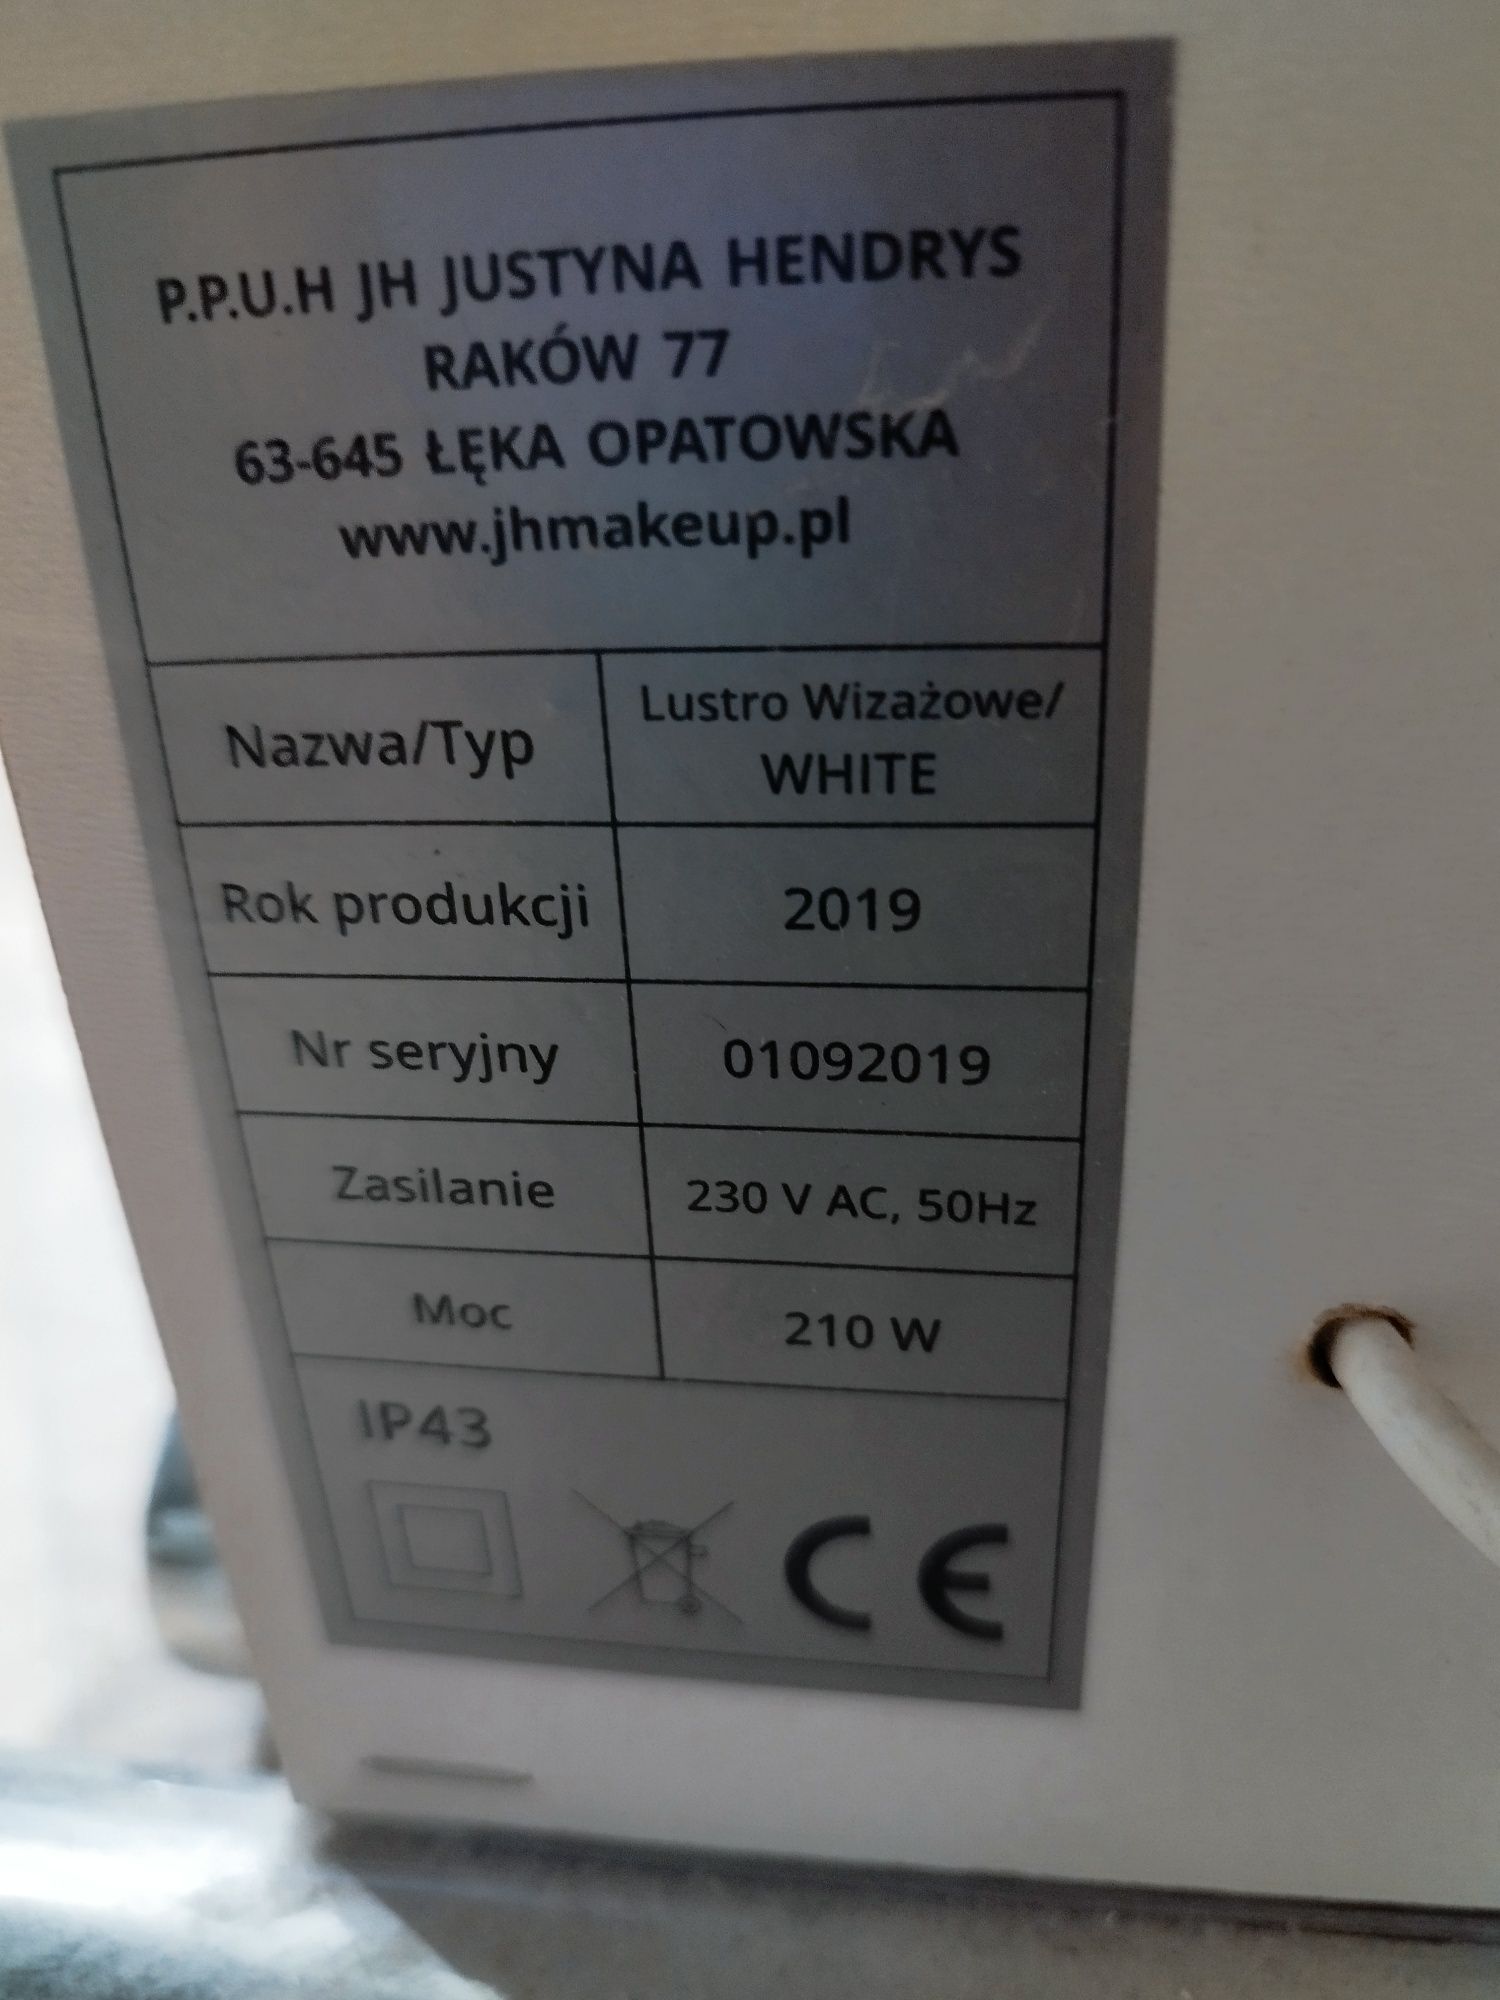 P.P.U.H JH JUSTYNA HENDRYS
RAKÓW 77
63-645 ŁĘKA OPATOWSKA
www.jhmakeup.pl
Nazwa/Typ
Lustro Wizażowe/
WHITE
Rok produkcji
2019
Nr seryjny
01092019
Zasilanie
230 V AC, 50Hz
Moc
210 W
IP43
CE